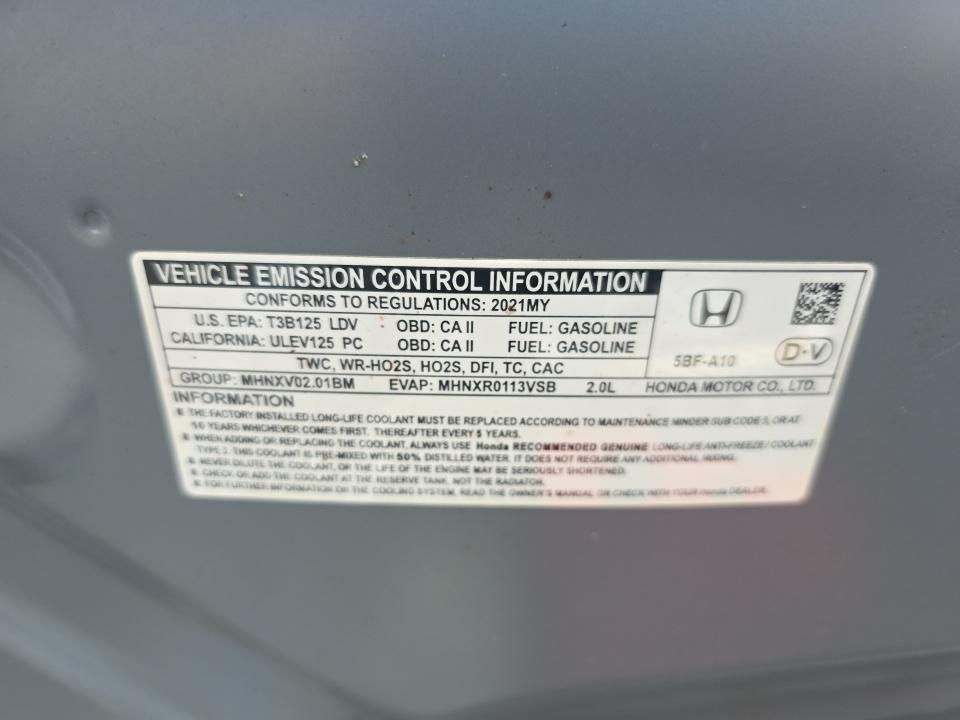 VEHICLE EMISSION CONTROL INFORMATION
CONFORMS TO REGULATIONS: 2021MY
U.S. EPA: T3B125 LDV OBD: CA II FUEL: GASOLINE
CALIFORNIA: ULEV125 PC OBD: CA II FUEL: GASOLINE
TWC, WR-HO2S, HO2S, DFI, TC, CAC
5BF-A10 D-V
GROUP: MHNXV02.01BM EVAP: MHNXR0113VSB 2.0L HONDA MOTOR CO., LTD.
INFORMATION
THE FACTORY INSTALLED LONG-LIFE COOLANT MUST BE REPLACED ACCORDING TO MAINTENANCE MINDER SUB CODE 5, OR AT
10 YEARS WHICHEVER COMES FIRST. THEREAFTER EVERY 5 YEARS.
WHEN ADDING OR REPLACING THE COOLANT, ALWAYS USE Honda RECOMMENDED GENUINE LONG-LIFE ANTI-FREEZE / COOLANT
TYPE 2. THIS COOLANT IS PRE-MIXED WITH 50% DISTILLED WATER. IT DOES NOT REQUIRE ANY ADDITIONAL MIXING.
NEVER DILUTE THE COOLANT, OR THE LIFE OF THE ENGINE MAY BE SERIOUSLY SHORTENED.
CHECK OR ADD THE COOLANT AT THE RESERVE TANK, NOT THE RADIATOR.
FOR FURTHER INFORMATION ON THE COOLING SYSTEM, READ THE OWNER'S MANUAL OR CHECK WITH YOUR Honda DEALER.